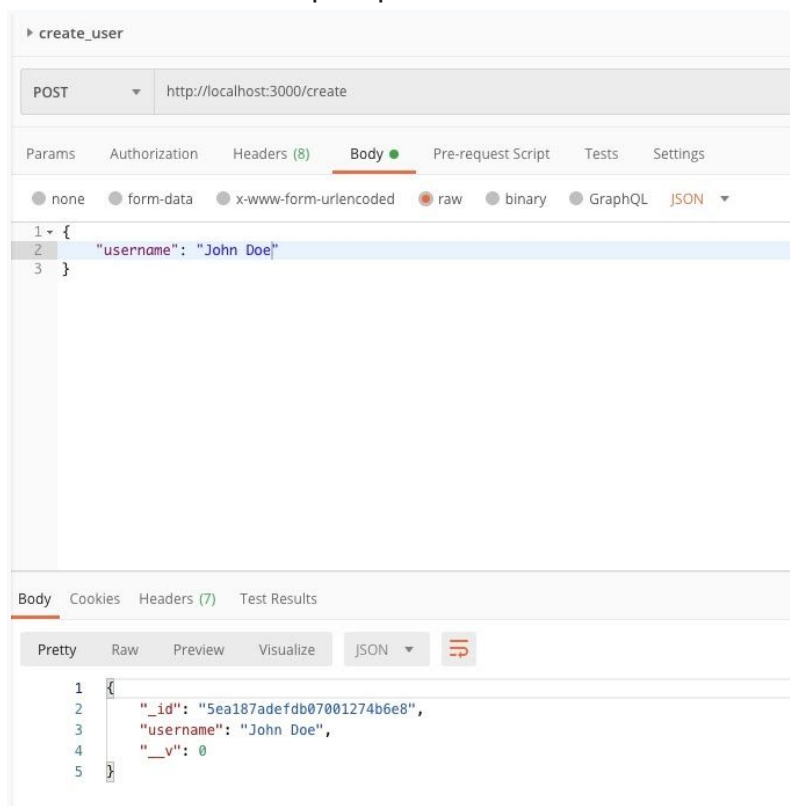 create_user
POST http://localhost:3000/create
Params Authorization Headers (8) Body Pre-request Script Tests Settings
none form-data x-www-form-urlencoded raw binary GraphQL JSON
1 {
2 "username": "John Doe"
3 }
Body Cookies Headers (7) Test Results
Pretty Raw Preview Visualize JSON
1 {
2 "_id": "5ea187adefdb07001274b6e8",
3 "username": "John Doe",
4 "__v": 0
5 }